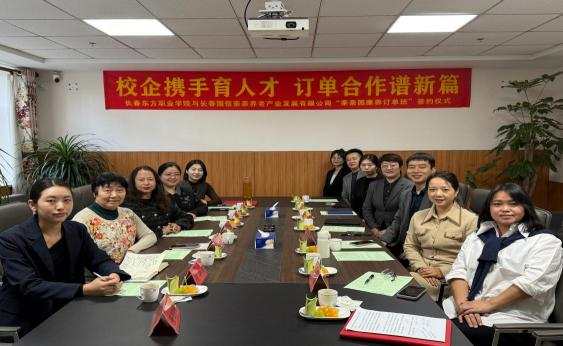 校企携手育人才 订单合作谱新篇
长春东方职业学院与长春国信泰泰养老产业发展有限公司“泰泰国康养订单班”签约仪式